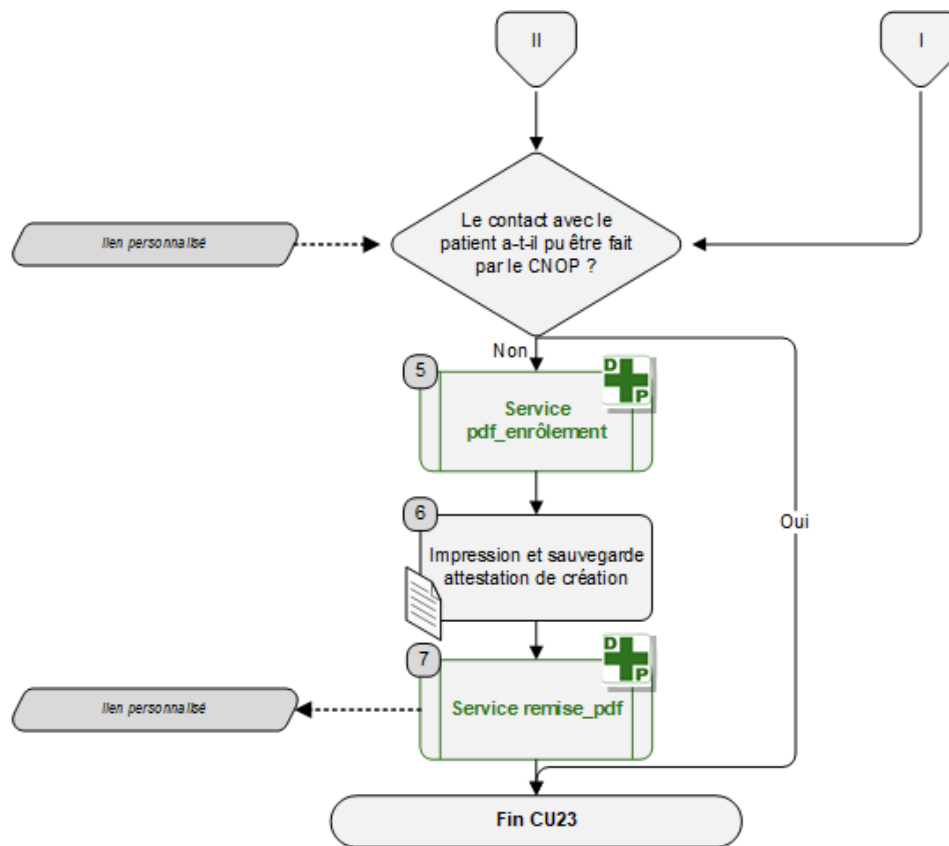 II
I
Le contact avec le
patient a-t-il pu être fait
par le CNOP ?
lien personnalisé
Non
5
D
P
Service
pdf_enrôlement
6
Impression et sauvegarde
attestation de création
Oui
7
D
P
Service remise_pdf
lien personnalisé
Fin CU23